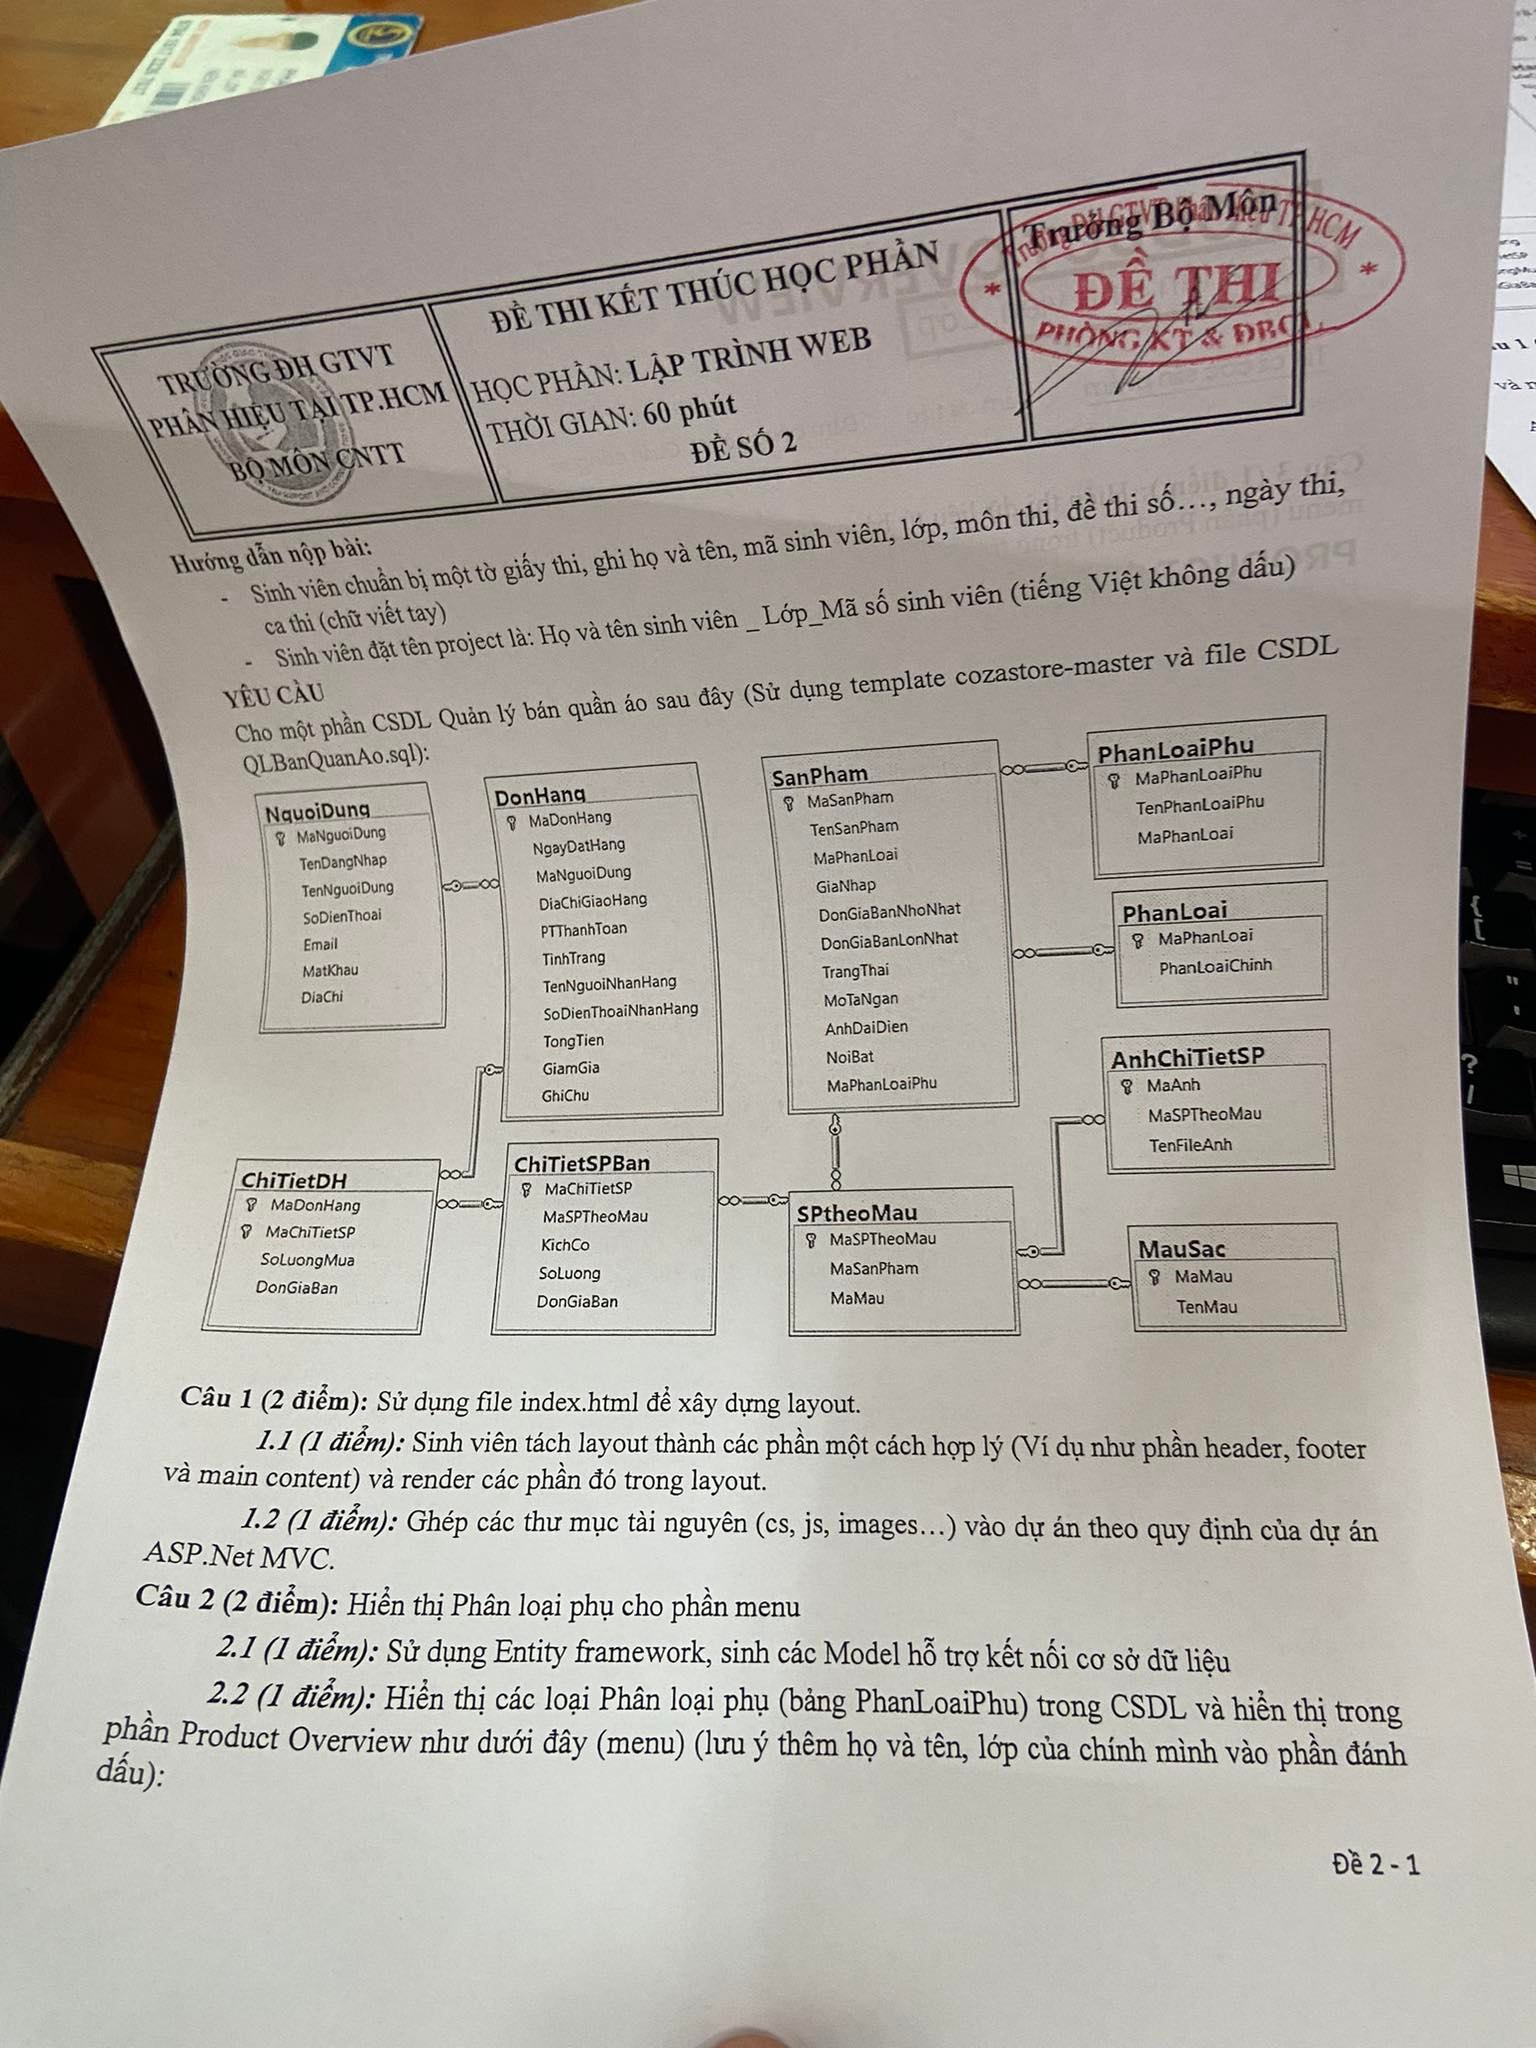 TRƯỜNG ĐH GTVT
PHÂN HIỆU TẠI TP.HCM
BỘ MÔN CNTT
ĐỀ THI KẾT THÚC HỌC PHẦN
HỌC PHẦN: LẬP TRÌNH WEB
THỜI GIAN: 60 phút
ĐỀ SỐ 2
Trưởng Bộ Môn
Trường ĐH GTVT Phân hiệu TP.HCM
* ĐỀ THI *
PHÒNG KT & ĐBCL
Hướng dẫn nộp bài:
- Sinh viên chuẩn bị một tờ giấy thi, ghi họ và tên, mã sinh viên, lớp, môn thi, đề thi số…, ngày thi,
ca thi (chữ viết tay)
- Sinh viên đặt tên project là: Họ và tên sinh viên _ Lớp_Mã số sinh viên (tiếng Việt không dấu)
YÊU CẦU
Cho một phần CSDL Quản lý bán quần áo sau đây (Sử dụng template cozastore-master và file CSDL
QLBanQuanAo.sql):
NguoiDung
MaNguoiDung
TenDangNhap
TenNguoiDung
SoDienThoai
Email
MatKhau
DiaChi
DonHang
MaDonHang
NgayDatHang
MaNguoiDung
DiaChiGiaoHang
PTThanhToan
TinhTrang
TenNguoiNhanHang
SoDienThoaiNhanHang
TongTien
GiamGia
GhiChu
SanPham
MaSanPham
TenSanPham
MaPhanLoai
GiaNhap
DonGiaBanNhoNhat
DonGiaBanLonNhat
TrangThai
MoTaNgan
AnhDaiDien
NoiBat
MaPhanLoaiPhu
PhanLoaiPhu
MaPhanLoaiPhu
TenPhanLoaiPhu
MaPhanLoai
PhanLoai
MaPhanLoai
PhanLoaiChinh
AnhChiTietSP
MaAnh
MaSPTheoMau
TenFileAnh
ChiTietDH
MaDonHang
MaChiTietSP
SoLuongMua
DonGiaBan
ChiTietSPBan
MaChiTietSP
MaSPTheoMau
KichCo
SoLuong
DonGiaBan
SPtheoMau
MaSPTheoMau
MaSanPham
MaMau
MauSac
MaMau
TenMau
Câu 1 (2 điểm): Sử dụng file index.html để xây dựng layout.
1.1 (1 điểm): Sinh viên tách layout thành các phần một cách hợp lý (Ví dụ như phần header, footer
và main content) và render các phần đó trong layout.
1.2 (1 điểm): Ghép các thư mục tài nguyên (cs, js, images…) vào dự án theo quy định của dự án
ASP.Net MVC.
Câu 2 (2 điểm): Hiển thị Phân loại phụ cho phần menu
2.1 (1 điểm): Sử dụng Entity framework, sinh các Model hỗ trợ kết nối cơ sở dữ liệu
2.2 (1 điểm): Hiển thị các loại Phân loại phụ (bảng PhanLoaiPhu) trong CSDL và hiển thị trong
phần Product Overview như dưới đây (menu) (lưu ý thêm họ và tên, lớp của chính mình vào phần đánh
dấu):
Đề 2 - 1